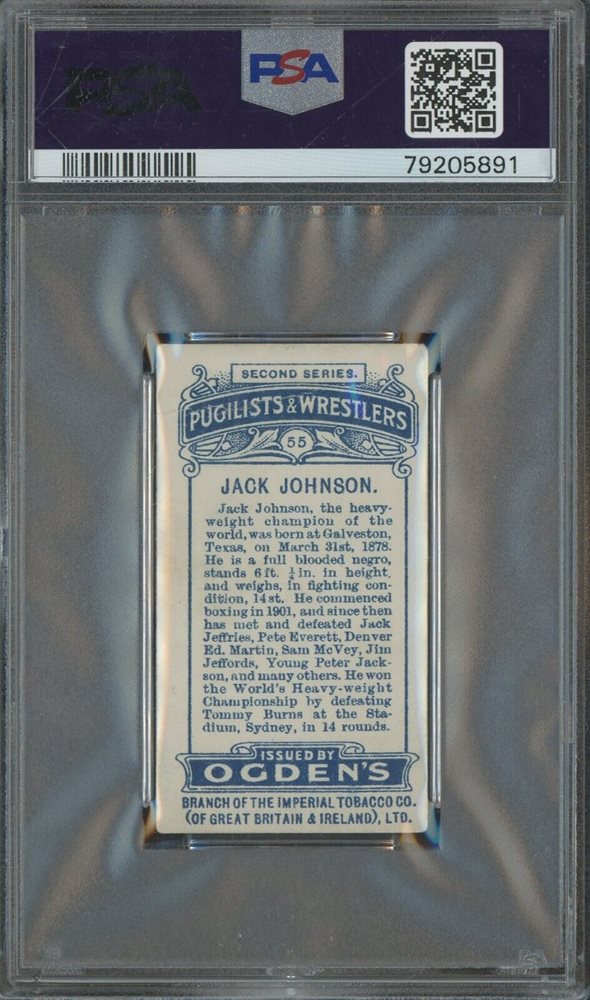 PSA
PSA
79205891
SECOND SERIES.
PUGILISTS & WRESTLERS
55
JACK JOHNSON.
Jack Johnson, the heavy-
weight champion of the
world, was born at Galveston,
Texas, on March 31st, 1878.
He is a full blooded negro,
stands 6 ft. ¼ in. in height,
and weighs, in fighting con-
dition, 14 st. He commenced
boxing in 1901, and since then
has met and defeated Jack
Jeffries, Pete Everett, Denver
Ed. Martin, Sam McVey, Jim
Jeffords, Young Peter Jack-
son, and many others. He won
the World's Heavy-weight
Championship by defeating
Tommy Burns at the Sta-
dium, Sydney, in 14 rounds.
ISSUED BY
OGDEN'S
BRANCH OF THE IMPERIAL TOBACCO CO.
(OF GREAT BRITAIN & IRELAND), LTD.
PSA